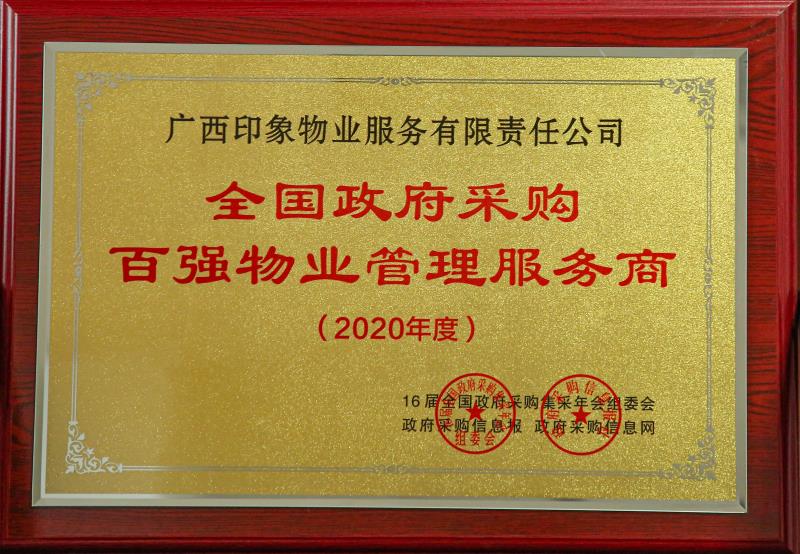 广西印象物业服务有限责任公司
全国政府采购
百强物业管理服务商
（2020年度）
16届全国政府采购集采年会组委会
政府采购信息报 政府采购信息网
组委会